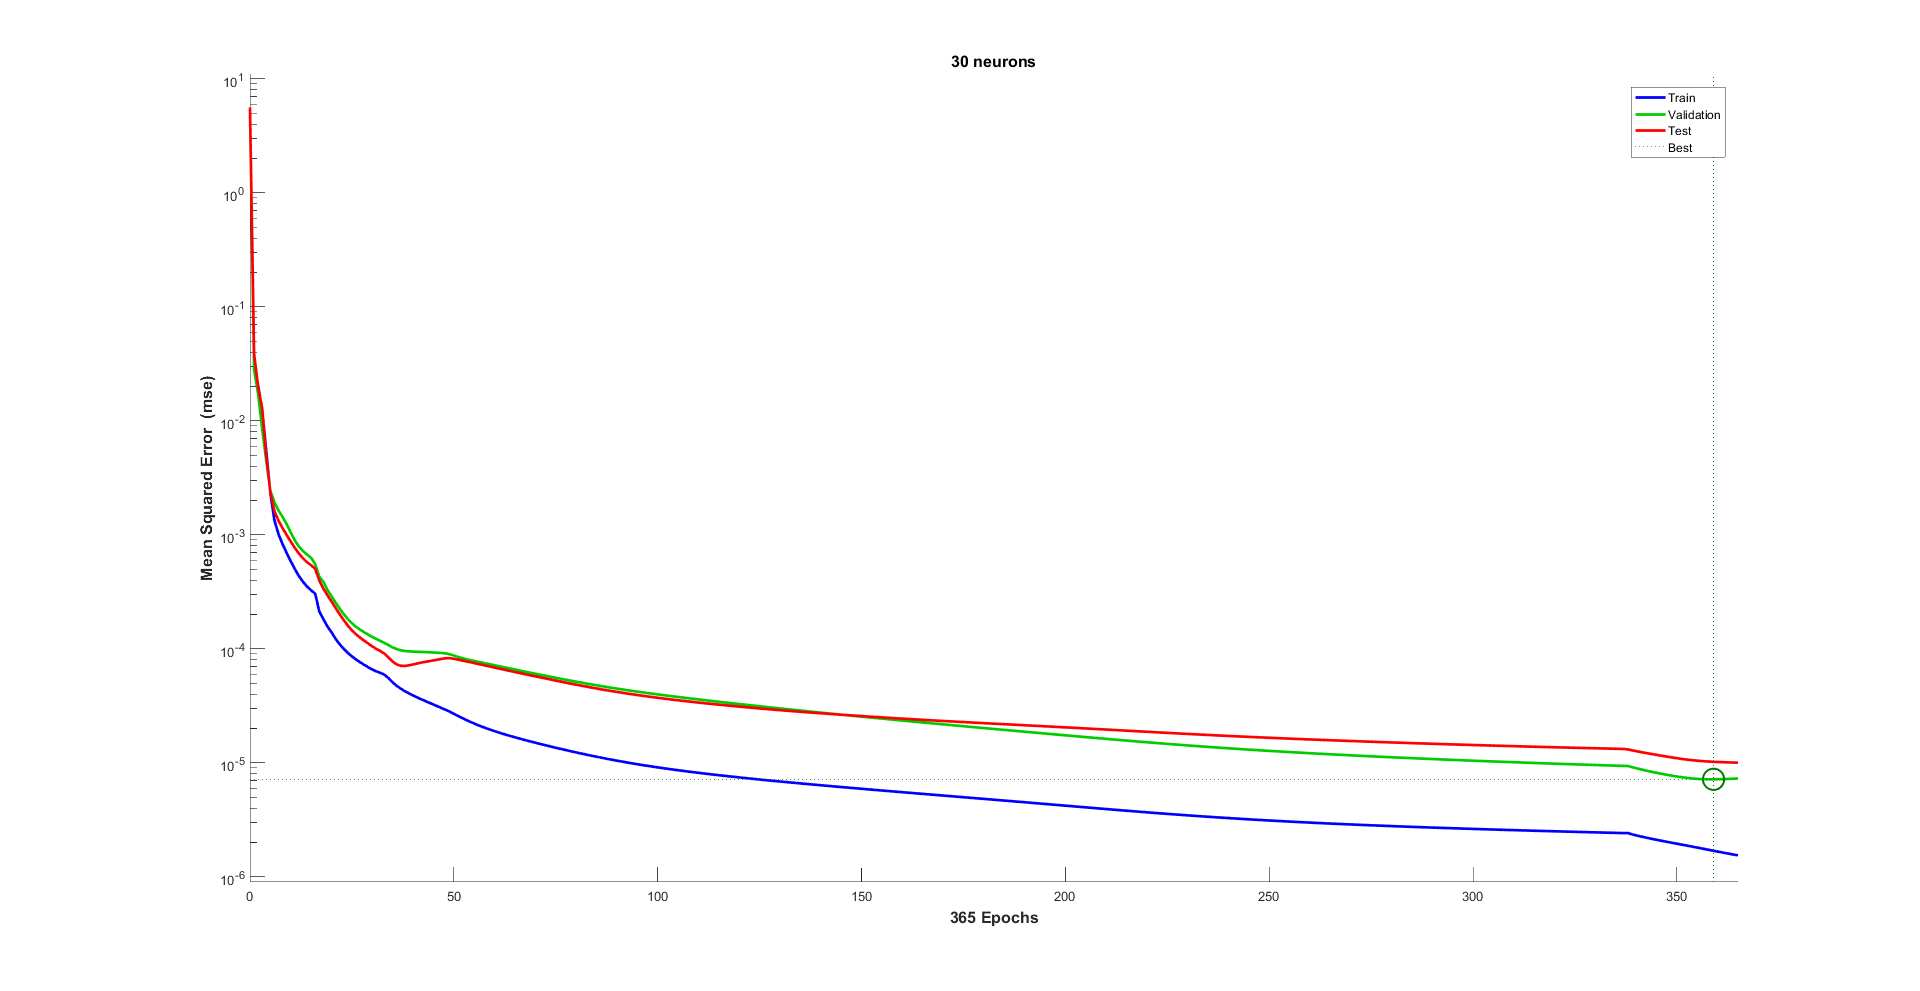 30 neurons
10^1
10^0
10^-1
10^-2
10^-3
10^-4
10^-5
10^-6
Mean Squared Error (mse)
Train
Validation
Test
Best
0 50 100 150 200 250 300 350
365 Epochs